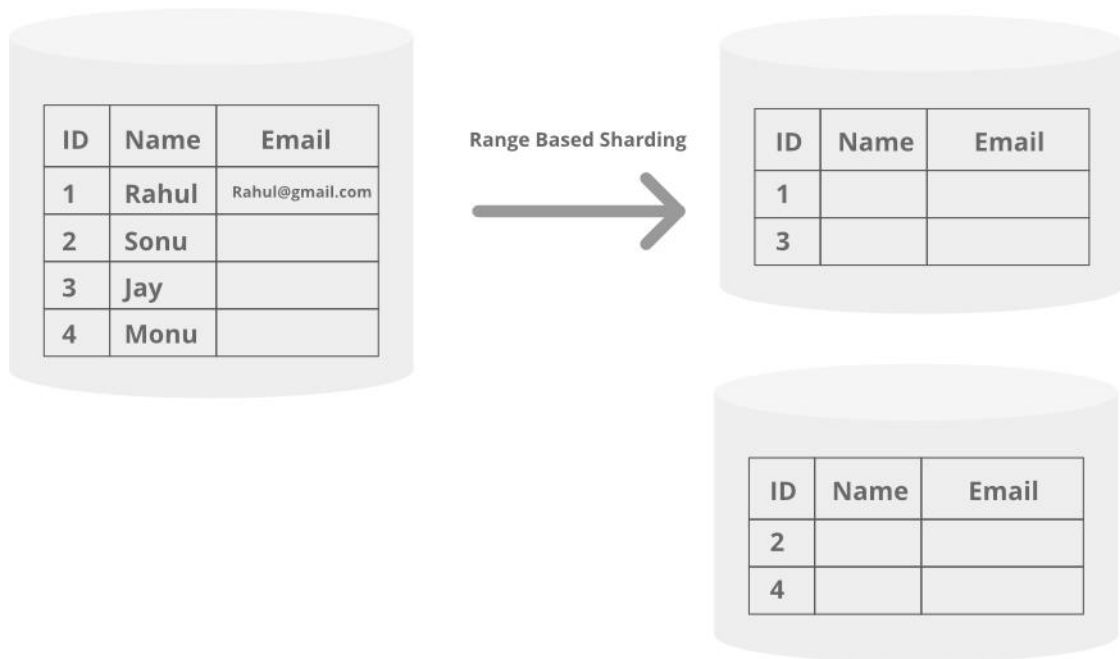 ID Name Email
1 Rahul Rahul@gmail.com
2 Sonu
3 Jay
4 Monu
Range Based Sharding
ID Name Email
1
3
ID Name Email
2
4